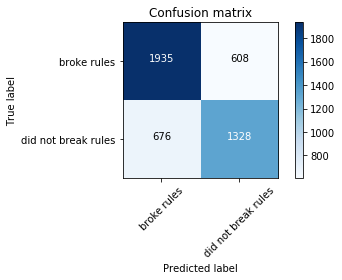 Confusion matrix
True label
broke rules
did not break rules
1935
608
676
1328
broke rules
did not break rules
Predicted label
1800
1600
1400
1200
1000
800